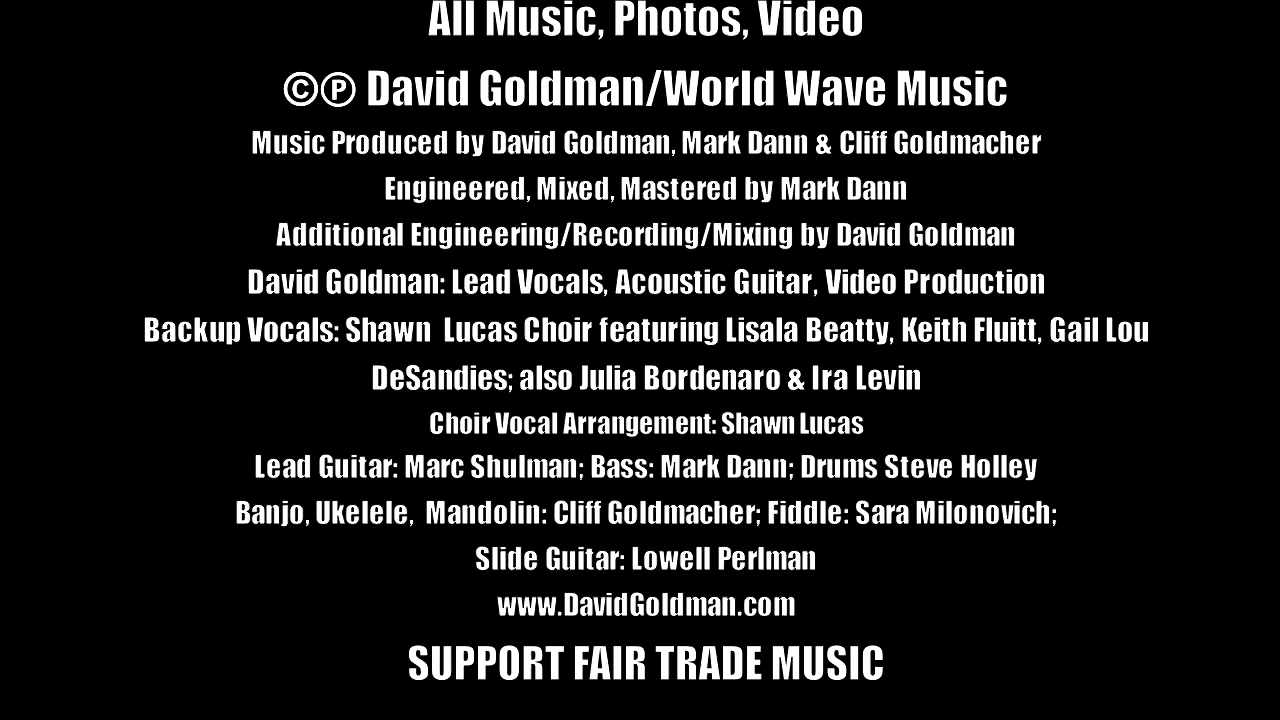 All Music, Photos, Video
©℗ David Goldman/World Wave Music
Music Produced by David Goldman, Mark Dann & Cliff Goldmacher
Engineered, Mixed, Mastered by Mark Dann
Additional Engineering/Recording/Mixing by David Goldman
David Goldman: Lead Vocals, Acoustic Guitar, Video Production
Backup Vocals: Shawn  Lucas Choir featuring Lisala Beatty, Keith Fluitt, Gail Lou
DeSandies; also Julia Bordenaro & Ira Levin
Choir Vocal Arrangement: Shawn Lucas
Lead Guitar: Marc Shulman; Bass: Mark Dann; Drums Steve Holley
Banjo, Ukelele,  Mandolin: Cliff Goldmacher; Fiddle: Sara Milonovich;
Slide Guitar: Lowell Perlman
www.DavidGoldman.com
SUPPORT FAIR TRADE MUSIC